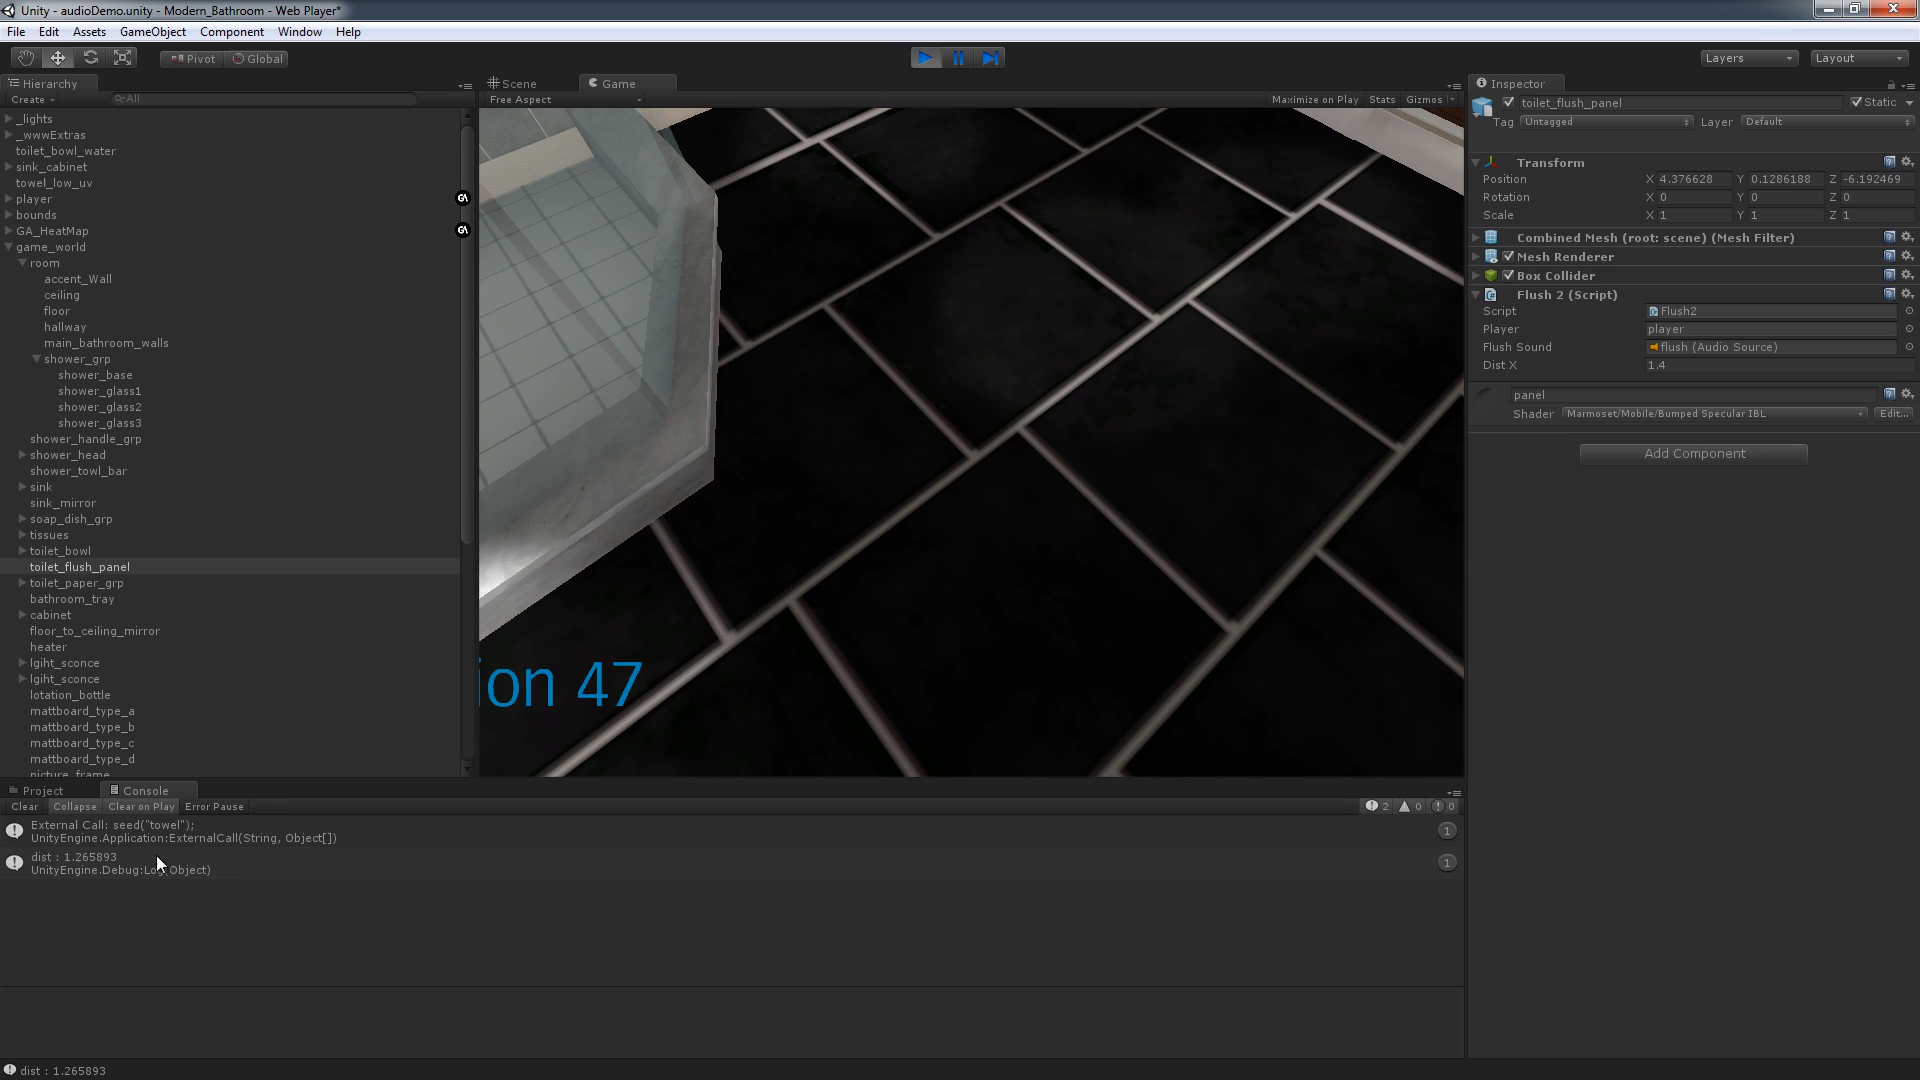 Unity - audioDemo.unity - Modern_Bathroom - Web Player*
File Edit Assets GameObject Component Window Help
Pivot Global Layers Layout
Hierarchy
Create All
_lights
_wwwExtras
toilet_bowl_water
sink_cabinet
towel_low_uv
player
bounds
GA_HeatMap
game_world
room
accent_Wall
ceiling
floor
hallway
main_bathroom_walls
shower_grp
shower_base
shower_glass1
shower_glass2
shower_glass3
shower_handle_grp
shower_head
shower_towl_bar
sink
sink_mirror
soap_dish_grp
tissues
toilet_bowl
toilet_flush_panel
toilet_paper_grp
bathroom_tray
cabinet
floor_to_ceiling_mirror
heater
lgiht_sconce
lgiht_sconce
lotation_bottle
mattboard_type_a
mattboard_type_b
mattboard_type_c
mattboard_type_d
picture_frame
GA
GA
Scene Game
Free Aspect Maximize on Play Stats Gizmos
ion 47
Inspector
toilet_flush_panel Static
Tag Untagged Layer Default
Transform
Position X 4.376628 Y 0.1286188 Z -6.192469
Rotation X 0 Y 0 Z 0
Scale X 1 Y 1 Z 1
Combined Mesh (root: scene) (Mesh Filter)
Mesh Renderer
Box Collider
Flush 2 (Script)
Script Flush2
Player player
Flush Sound flush (Audio Source)
Dist X 1.4
panel
Shader Marmoset/Mobile/Bumped Specular IBL Edit...
Add Component
Project Console
Clear Collapse Clear on Play Error Pause 2 0 0
External Call: seed("towel");
UnityEngine.Application:ExternalCall(String, Object[]) 1
dist : 1.265893
UnityEngine.Debug:Log(Object) 1
dist : 1.265893